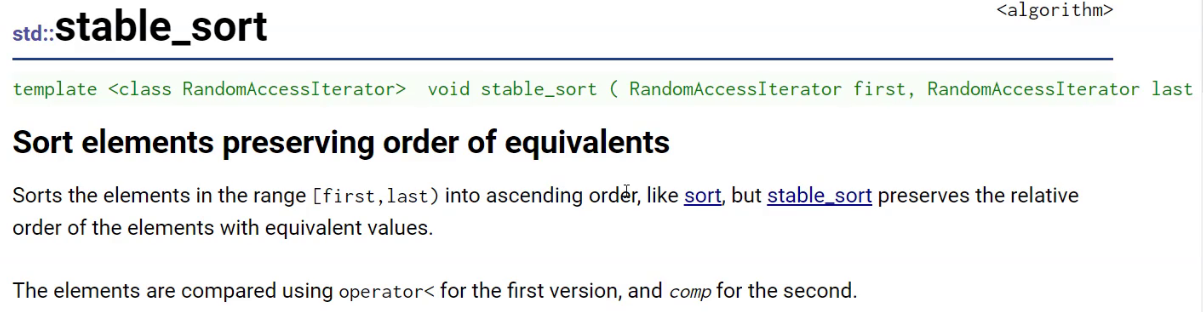 <algorithm>
std::stable_sort
template <class RandomAccessIterator>  void stable_sort ( RandomAccessIterator first, RandomAccessIterator last
Sort elements preserving order of equivalents
Sorts the elements in the range [first,last) into ascending order, like sort, but stable_sort preserves the relative
order of the elements with equivalent values.
The elements are compared using operator< for the first version, and comp for the second.